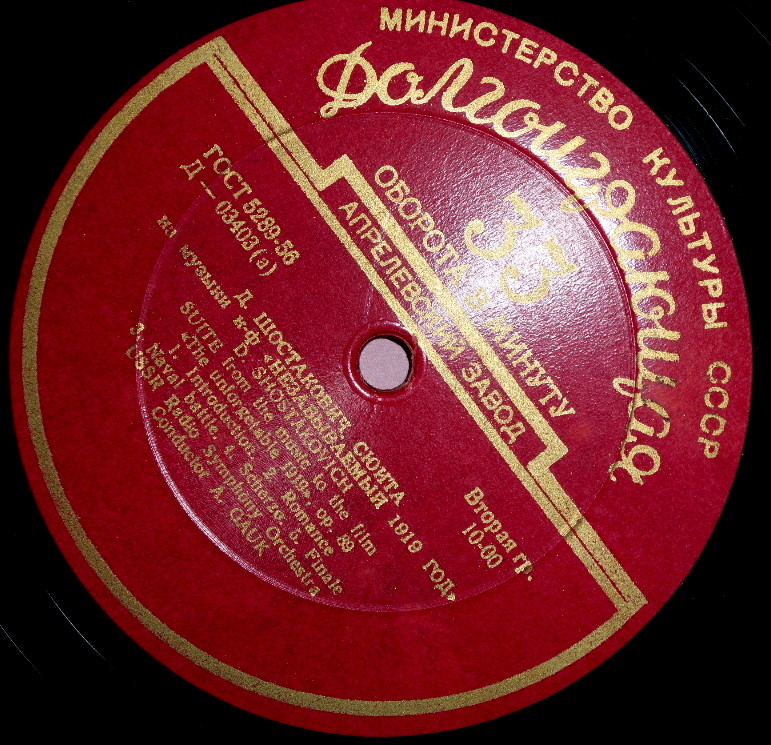 МИНИСТЕРСТВО КУЛЬТУРЫ СССР
Долгоиграющая
33
ОБОРОТА В МИНУТУ
АПРЕЛЕВСКИЙ ЗАВОД
ГОСТ 5289-56
Д — 03403 (а)
Вторая гр.
10-00
Д. ШОСТАКОВИЧ. СЮИТА
из музыки к-ф. «НЕЗАБЫВАЕМЫЙ 1919 ГОД»
D. SHOSTAKOVICH
SUITE from his music to the film
«The unforgetable 1919», op. 89
1. Introduction. 2. Romance
3. Naval battle. 4. Scherzo. 5. Finale
USSR Radio Symphony Orchestra
Conductor A. GAUK